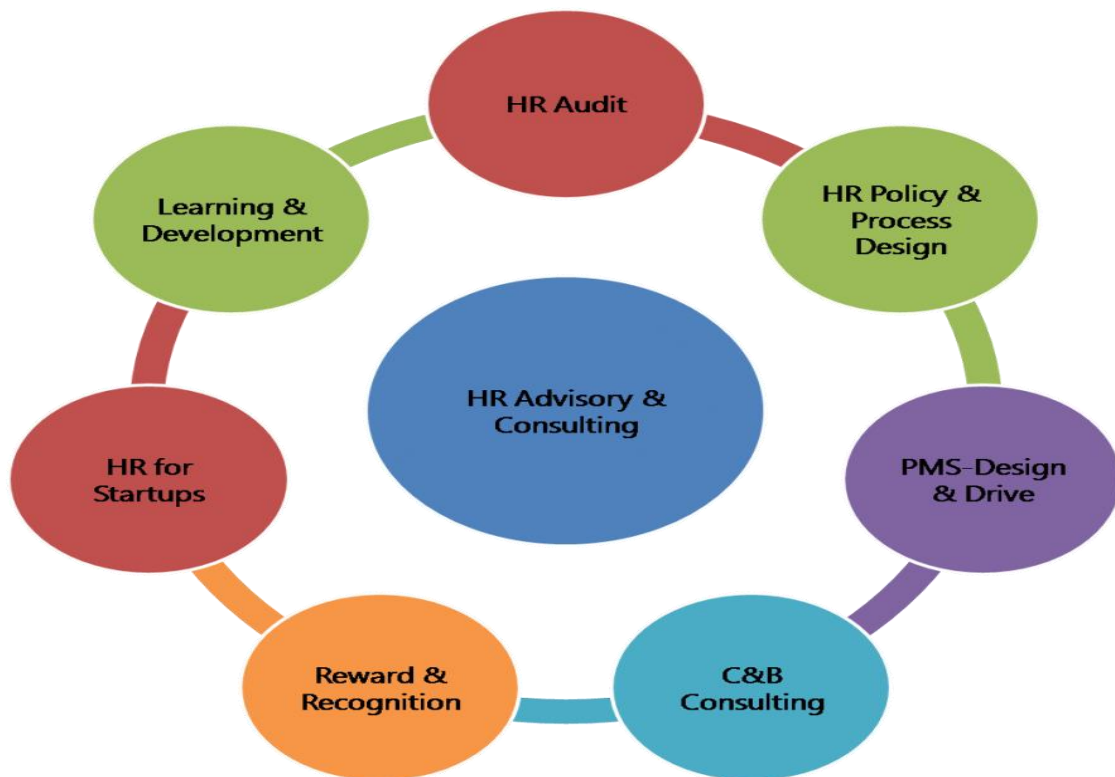 HR Audit
HR Policy &
Process
Design
PMS-Design
& Drive
C&B
Consulting
Reward &
Recognition
HR for
Startups
Learning &
Development
HR Advisory &
Consulting